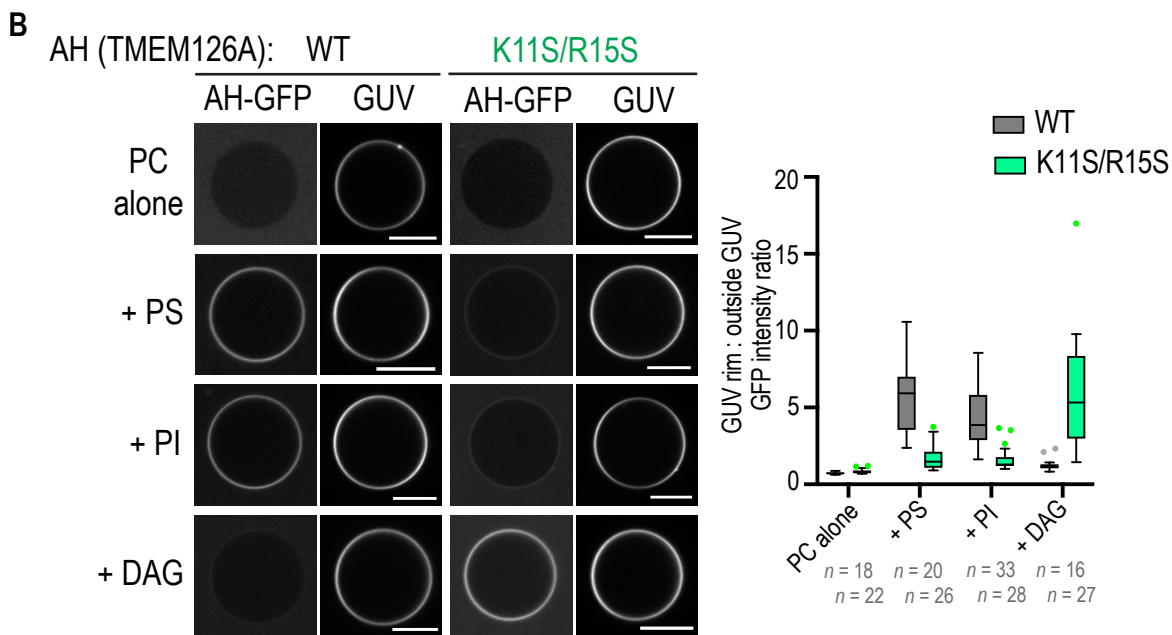 B
AH (TMEM126A): WT K11S/R15S
AH-GFP GUV AH-GFP GUV
PC
alone
+ PS
+ PI
+ DAG
WT
K11S/R15S
GUV rim : outside GUV
GFP intensity ratio
20
15
10
5
0
PC alone + PS + PI + DAG
n = 18 n = 20 n = 33 n = 16
n = 22 n = 26 n = 28 n = 27